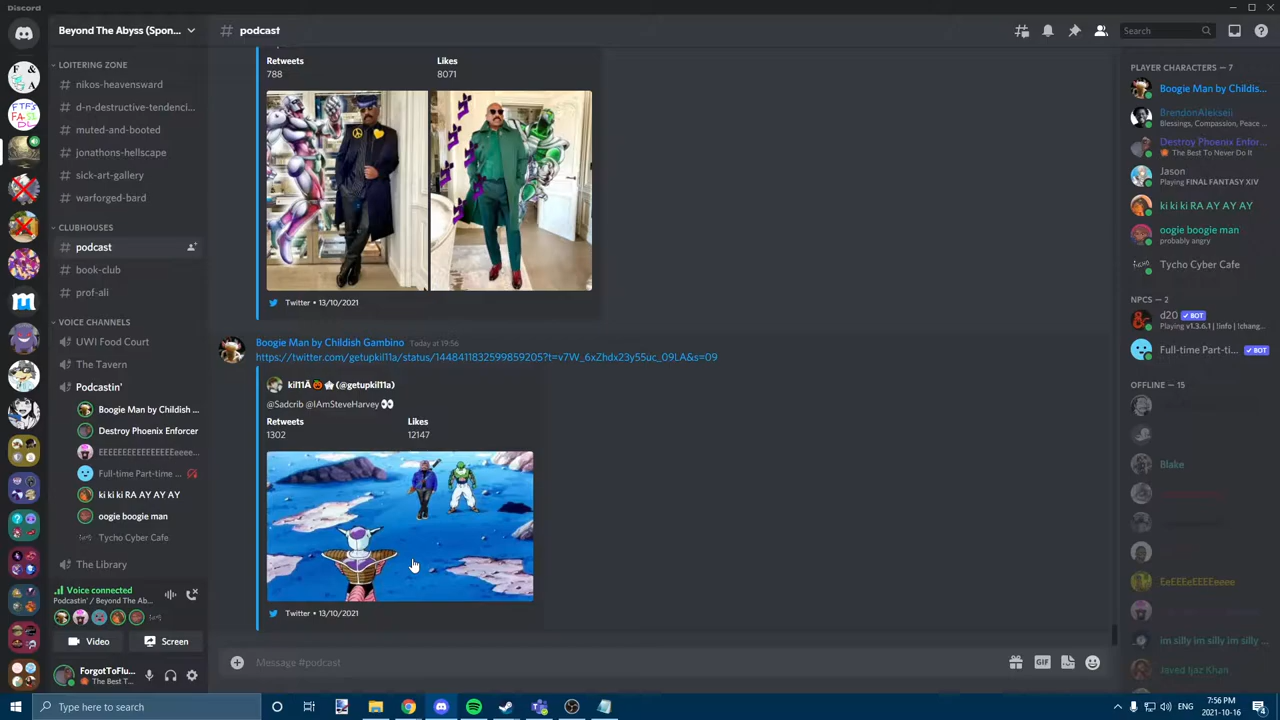 Discord
Beyond The Abyss (Spon...
# podcast
Search
LOITERING ZONE
# nikos-heavensward
# d-n-destructive-tendenci...
# muted-and-booted
# jonathons-hellscape
# sick-art-gallery
# warforged-bard
CLUBHOUSES
# podcast
# book-club
# prof-ali
VOICE CHANNELS
UWI Food Court
The Tavern
Podcastin'
Boogie Man by Childish ...
Destroy Phoenix Enforcer
EEEEEEEEEEEEEEEeeee...
Full-time Part-time ...
ki ki ki RA AY AY AY
oogie boogie man
Tycho Cyber Cafe
The Library
Voice connected
Podcastin' / Beyond The Ab...
Video
Screen
ForgotToFlu...
The Best T...
Retweets
Likes
788
8071
Twitter • 13/10/2021
Boogie Man by Childish Gambino Today at 19:56
https://twitter.com/getupkil11a/status/1448411832599859205?t=v7W_6xZhdx23y55uc_09LA&s=09
kil11Â 🎃 (@getupkil11a)
@Sadcrib @IAmSteveHarvey 👀
Retweets
Likes
1302
12147
Twitter • 13/10/2021
Message #podcast
GIF
PLAYER CHARACTERS — 7
Boogie Man by Childis...
BrendonAlekseii
Blessings, Compassion, Peace ...
Destroy Phoenix Enfor...
The Best To Never Do It
Jason
Playing FINAL FANTASY XIV
ki ki ki RA AY AY AY
oogie boogie man
probably angry
Tycho Cyber Cafe
NPCS — 2
d20 BOT
Playing v1.3.6.1 | !info | !chang...
Full-time Part-ti... BOT
OFFLINE — 15
Blake
EeEEEeEEEEeeee
im silly im silly im silly ...
Javed Ijaz Khan
Type here to search
ENG
7:56 PM
2021-10-16